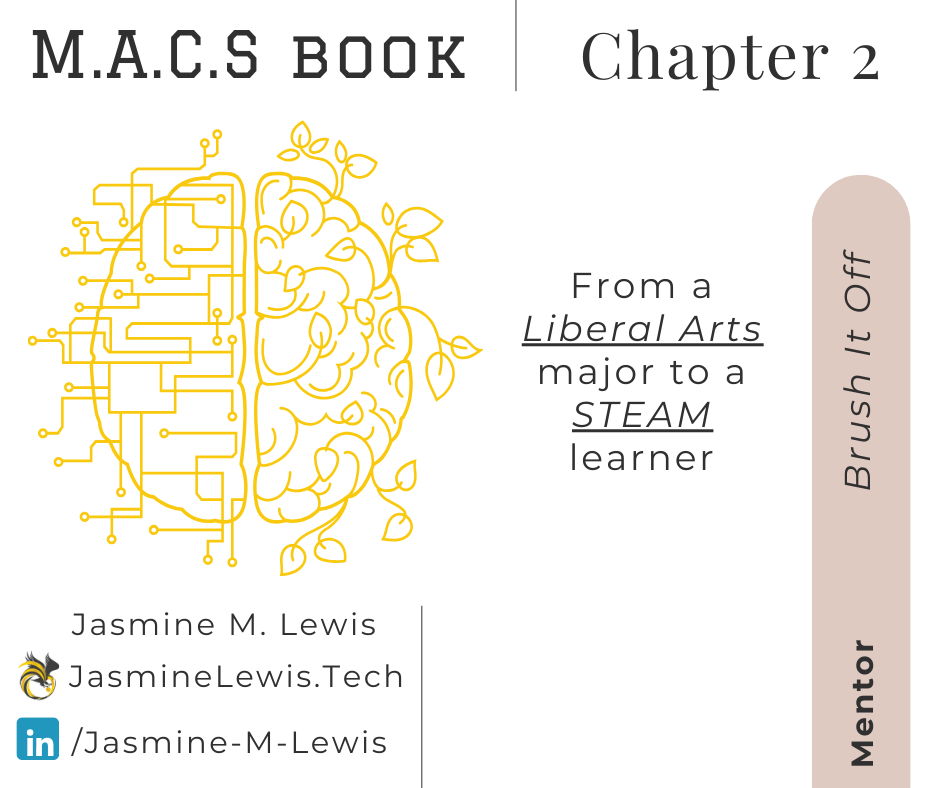 M.A.C.S BOOK
Chapter 2
From a
Liberal Arts
major to a
STEAM
learner
Brush It Off
Mentor
Jasmine M. Lewis
JasmineLewis.Tech
in
/Jasmine-M-Lewis